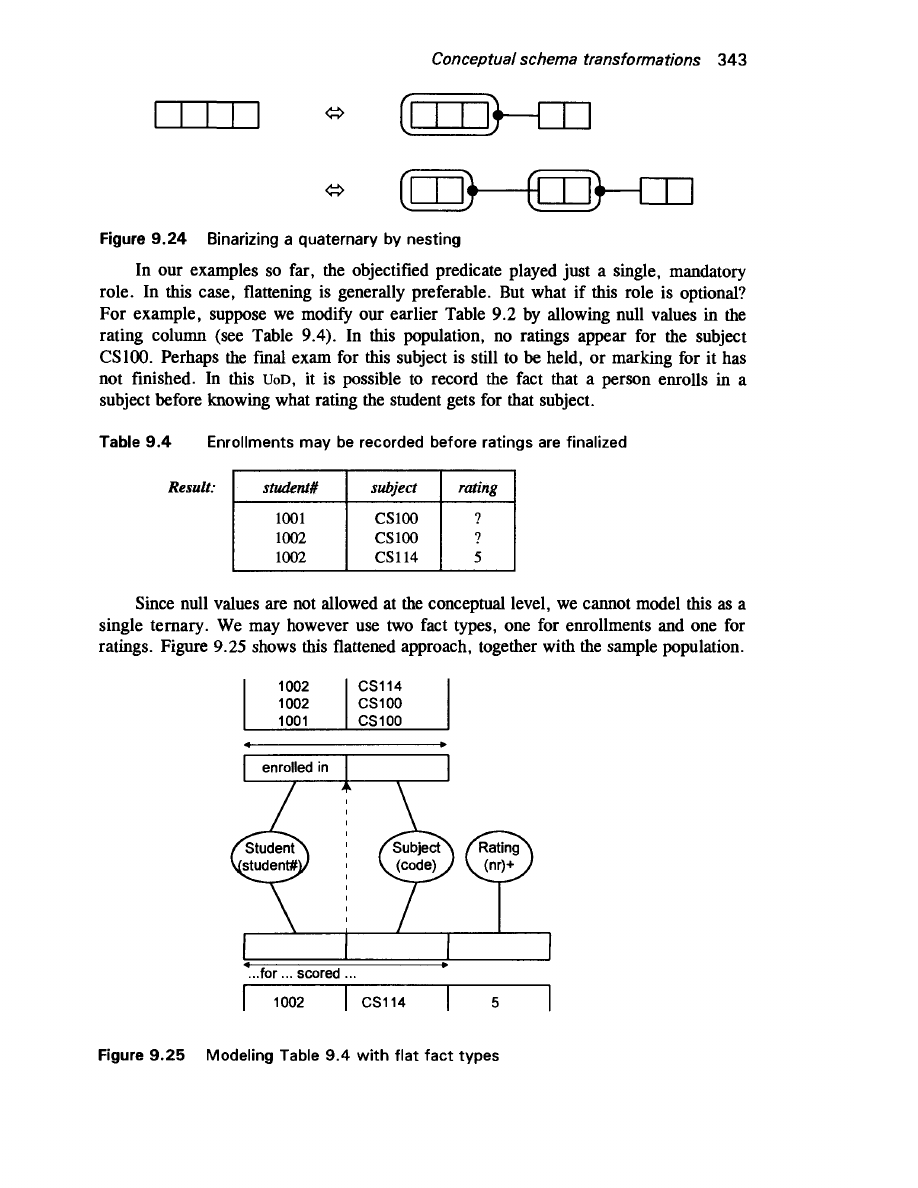 Conceptual schema transformations 343
⇔
⇔
Figure 9.24 Binarizing a quaternary by nesting
In our examples so far, the objectified predicate played just a single, mandatory
role. In this case, flattening is generally preferable. But what if this role is optional?
For example, suppose we modify our earlier Table 9.2 by allowing null values in the
rating column (see Table 9.4). In this population, no ratings appear for the subject
CS100. Perhaps the final exam for this subject is still to be held, or marking for it has
not finished. In this UoD, it is possible to record the fact that a person enrolls in a
subject before knowing what rating the student gets for that subject.
Table 9.4 Enrollments may be recorded before ratings are finalized
Result: student# subject rating
1001 CS100 ?
1002 CS100 ?
1002 CS114 5
Since null values are not allowed at the conceptual level, we cannot model this as a
single ternary. We may however use two fact types, one for enrollments and one for
ratings. Figure 9.25 shows this flattened approach, together with the sample population.
1002 CS114
1002 CS100
1001 CS100
enrolled in
Student Subject Rating
(student#) (code) (nr)+
...for ... scored ...
1002 CS114 5
Figure 9.25 Modeling Table 9.4 with flat fact types